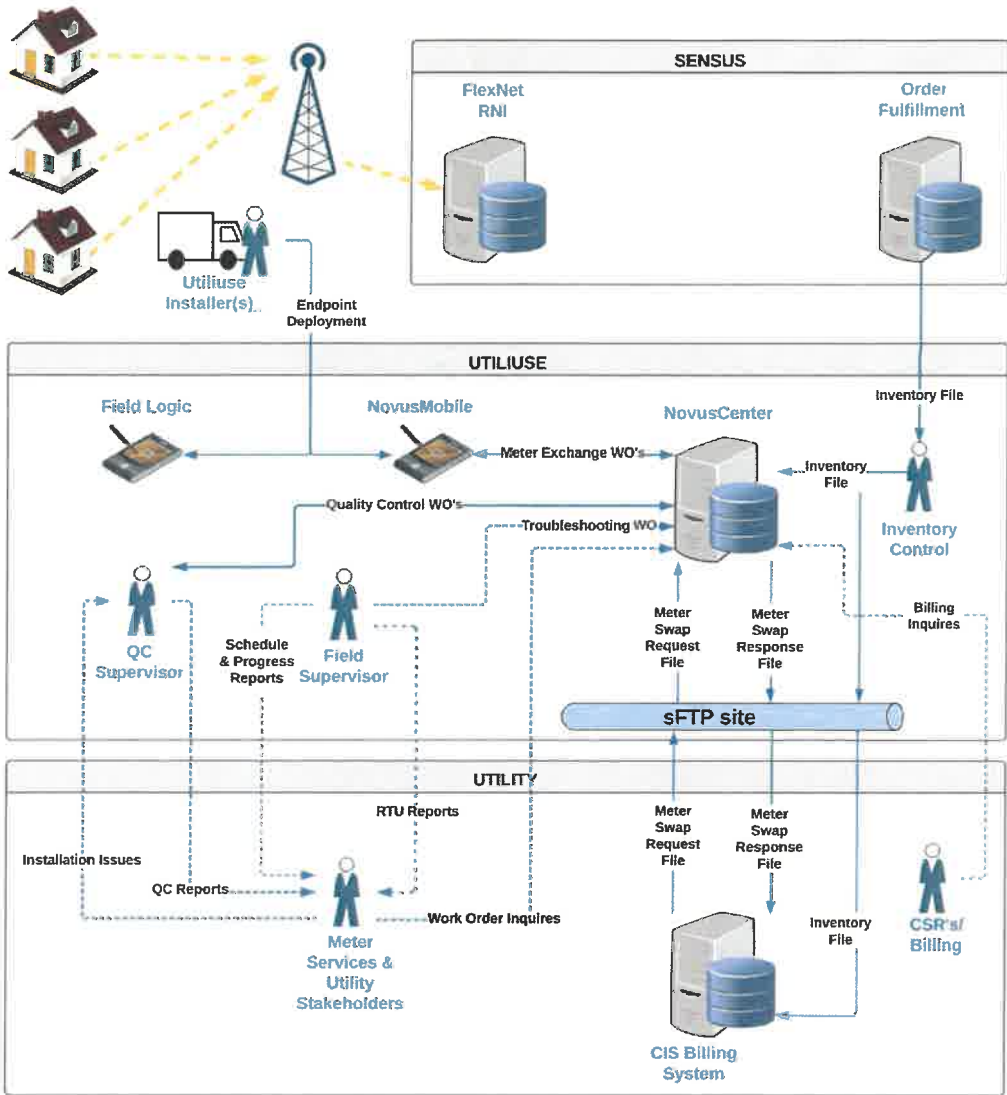 SENSUS
FlexNet
RNI
Order
Fulfillment
Utiliuse
Installer(s)
Endpoint
Deployment
UTILIUSE
Inventory File
Field Logic
NovusMobile
NovusCenter
Meter Exchange WO's
Inventory
File
Quality Control WO's
Troubleshooting WO
Inventory
Control
QC
Supervisor
Schedule
& Progress
Reports
Field
Supervisor
Meter
Swap
Request
File
Meter
Swap
Response
File
Billing
Inquires
sFTP site
UTILITY
RTU Reports
Meter
Swap
Request
File
Meter
Swap
Response
File
Installation Issues
QC Reports
Work Order Inquires
Meter
Services &
Utility
Stakeholders
Inventory
File
CSR's/
Billing
CIS Billing
System